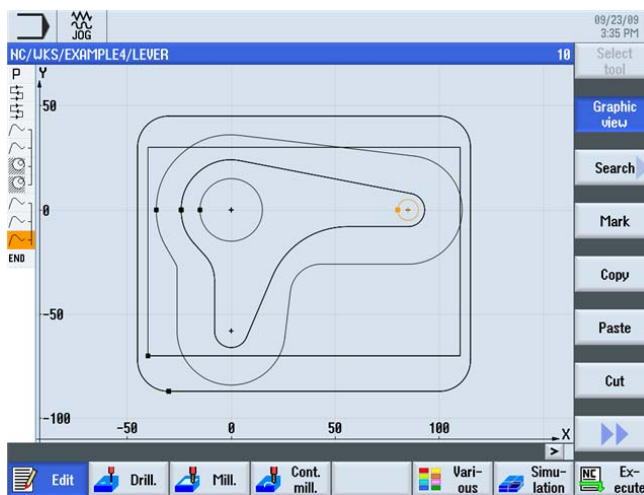 JOG
09/23/09
3:35 PM
NC/WKS/EXAMPLE4/LEVER
10
Select
tool
P
Y
Graphic
view
50
Search
0
Mark
Copy
-50
Paste
END
Cut
-100
-50
0
50
100
X
>
Edit
Drill.
Mill.
Cont.
mill.
Vari-
ous
Simu-
lation
NC
Ex-
ecute